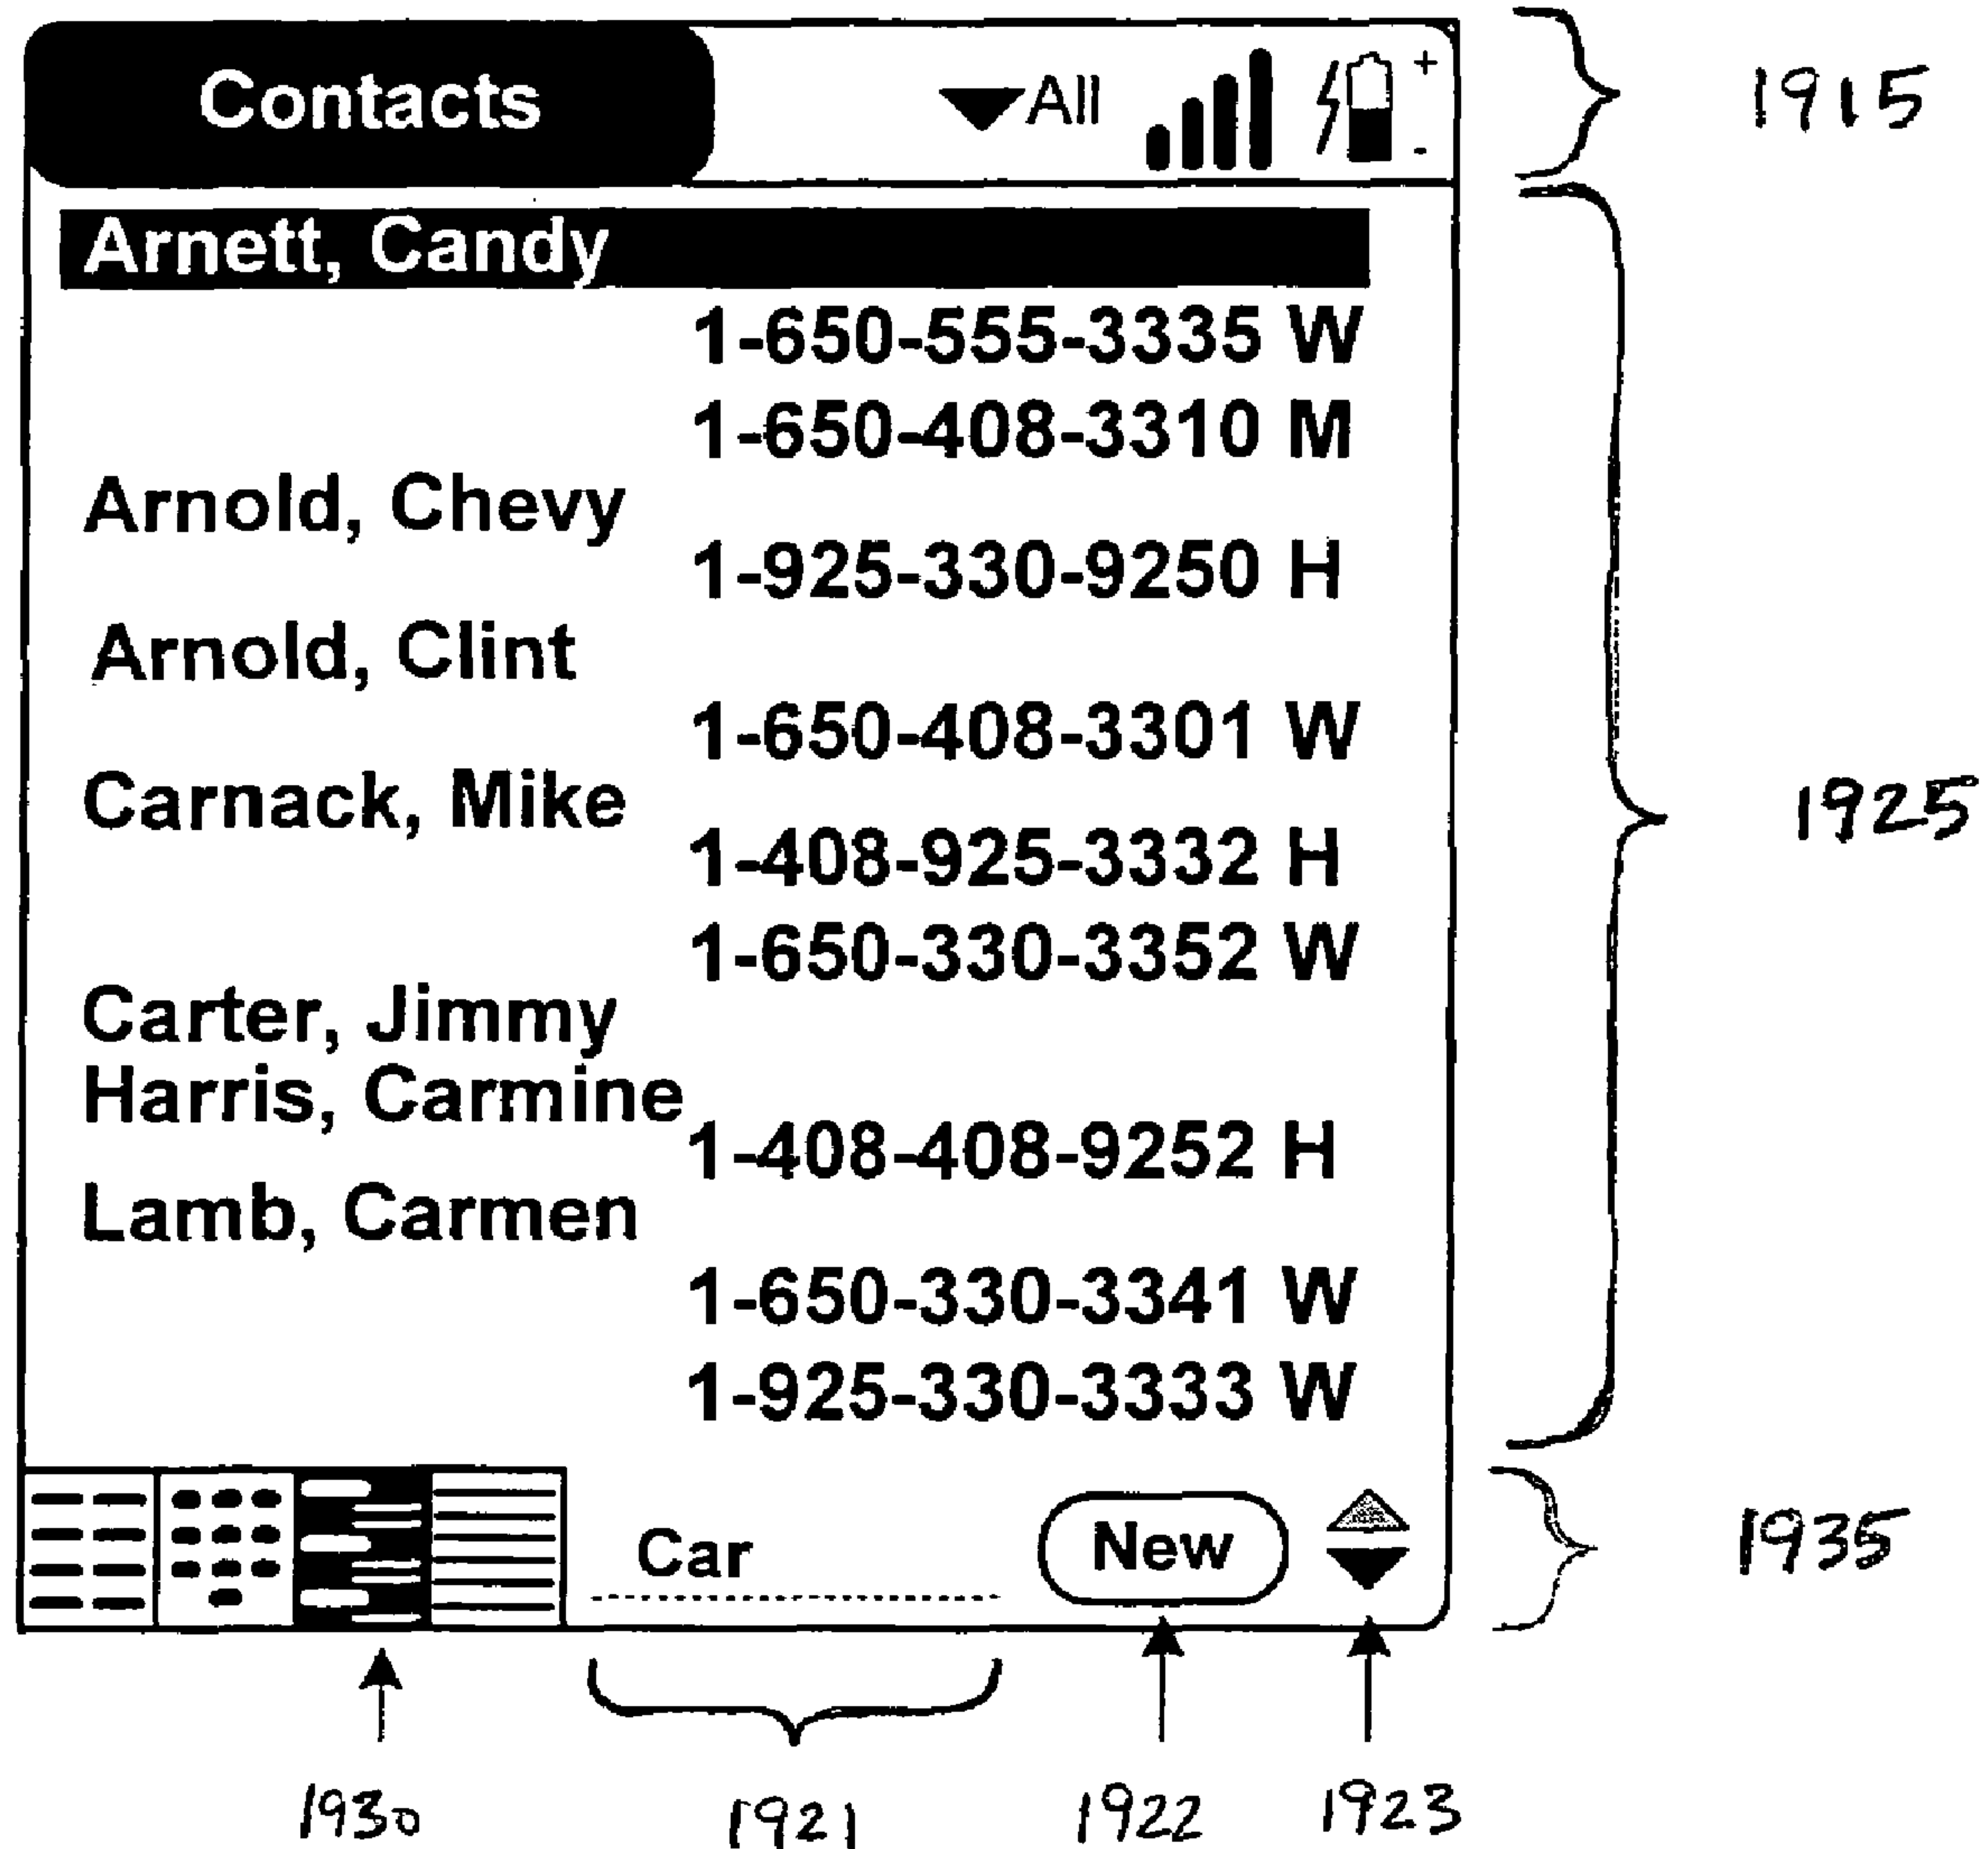 Contacts
All
+
-
1915
Arnett, Candy
1-650-555-3335 W
1-650-408-3310 M
Arnold, Chevy
1-925-330-9250 H
Arnold, Clint
1-650-408-3301 W
Carnack, Mike
1925
1-408-925-3332 H
1-650-330-3352 W
Carter, Jimmy
Harris, Carmine
1-408-408-9252 H
Lamb, Carmen
1-650-330-3341 W
1-925-330-3333 W
Car
New
1935
1930
1921
1922
1923